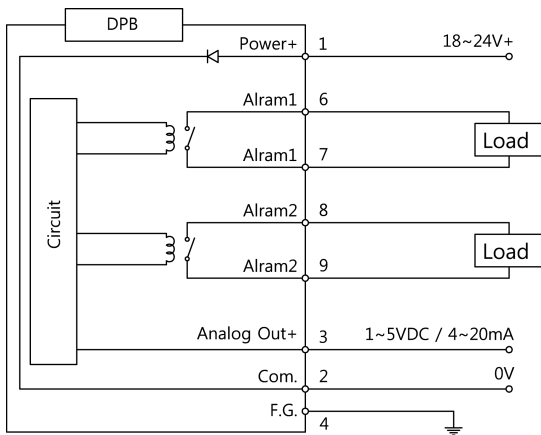 DPB
Power+ 1 18~24V+
Alram1 6
Load
Alram1 7
Alram2 8
Circuit
Load
Alram2 9
Analog Out+ 3 1~5VDC / 4~20mA
Com. 2 0V
F.G. 4